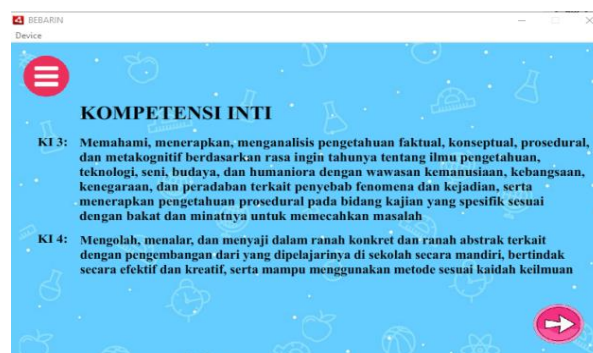 BEBARIN
Device
KOMPETENSI INTI
KI 3: Memahami, menerapkan, menganalisis pengetahuan faktual, konseptual, prosedural,
dan metakognitif berdasarkan rasa ingin tahunya tentang ilmu pengetahuan,
teknologi, seni, budaya, dan humaniora dengan wawasan kemanusiaan, kebangsaan,
kenegaraan, dan peradaban terkait penyebab fenomena dan kejadian, serta
menerapkan pengetahuan prosedural pada bidang kajian yang spesifik sesuai
dengan bakat dan minatnya untuk memecahkan masalah
KI 4: Mengolah, menalar, dan menyaji dalam ranah konkret dan ranah abstrak terkait
dengan pengembangan dari yang dipelajarinya di sekolah secara mandiri, bertindak
secara efektif dan kreatif, serta mampu menggunakan metode sesuai kaidah keilmuan